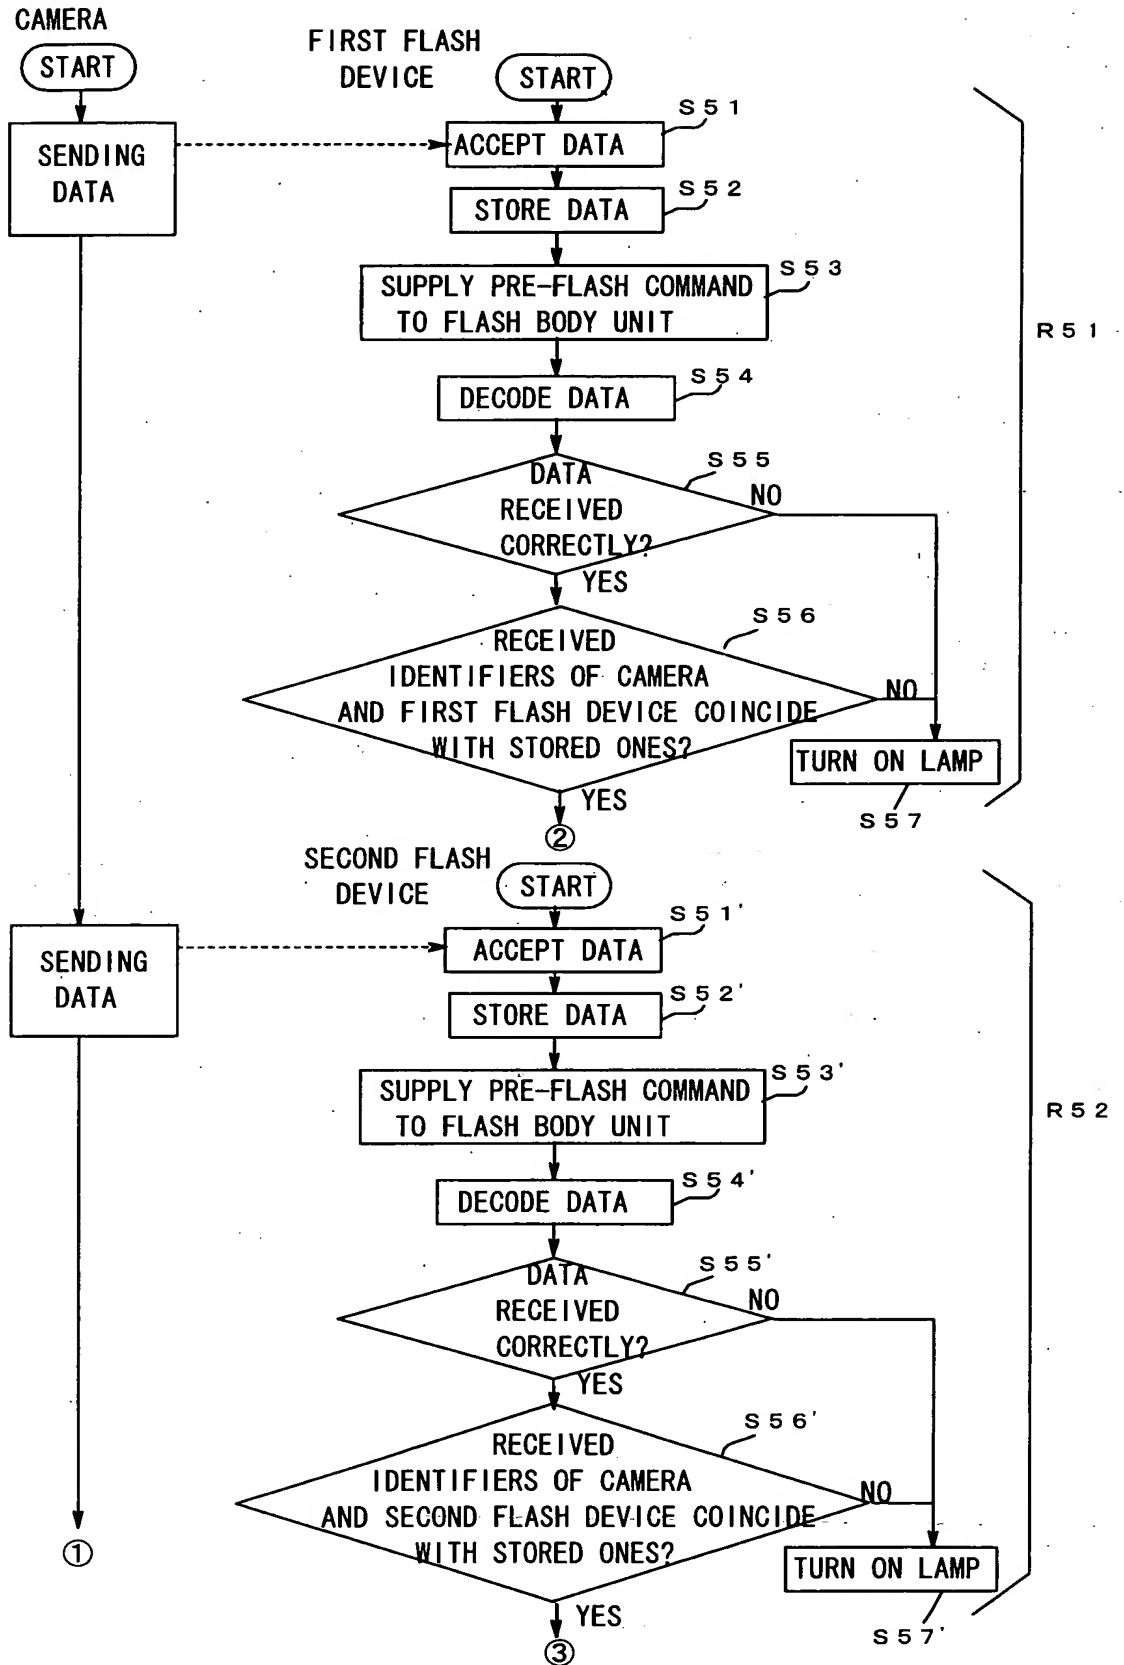 CAMERA
START
SENDING
DATA
FIRST FLASH
DEVICE
START
S51
ACCEPT DATA
S52
STORE DATA
S53
SUPPLY PRE-FLASH COMMAND
TO FLASH BODY UNIT
S54
DECODE DATA
S55
DATA
RECEIVED
CORRECTLY?
NO
YES
S56
RECEIVED
IDENTIFIERS OF CAMERA
AND FIRST FLASH DEVICE COINCIDE
WITH STORED ONES?
NO
TURN ON LAMP
S57
YES
②
R51
SECOND FLASH
DEVICE
START
SENDING
DATA
S51'
ACCEPT DATA
S52'
STORE DATA
S53'
SUPPLY PRE-FLASH COMMAND
TO FLASH BODY UNIT
S54'
DECODE DATA
S55'
DATA
RECEIVED
CORRECTLY?
NO
YES
S56'
RECEIVED
IDENTIFIERS OF CAMERA
AND SECOND FLASH DEVICE COINCIDE
WITH STORED ONES?
NO
TURN ON LAMP
S57'
YES
③
R52
①